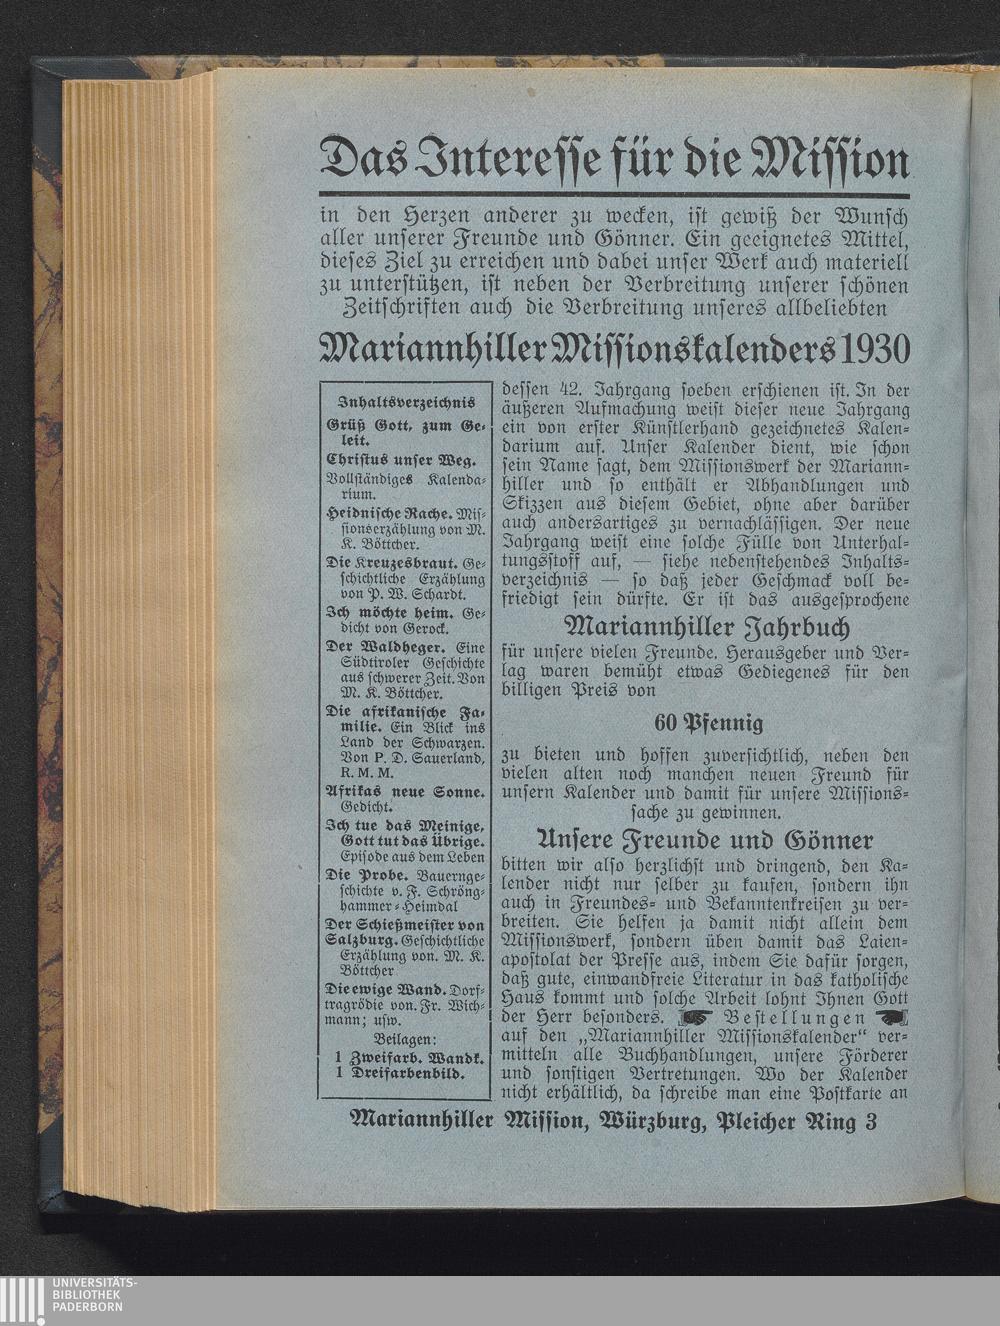 Das Interesse für die Mission
in den Herzen anderer zu wecken, ist gewiß der Wunsch
aller unserer Freunde und Gönner. Ein geeignetes Mittel,
dieses Ziel zu erreichen und dabei unser Werk auch materiell
zu unterstützen, ist neben der Verbreitung unserer schönen
Zeitschriften auch die Verbreitung unseres allbeliebten
Mariannhiller Missionskalenders 1930
Inhaltsverzeichnis
Grüß Gott, zum Ge-
leit.
Christus unser Weg.
Vollständiges Kalenda-
rium.
Heidnische Rache. Mis-
sionserzählung von M.
K. Böttcher.
Die Kreuzesbraut. Ge-
schichtliche Erzählung
von P. W. Schardt.
Ich möchte heim. Ge-
dicht von Gerock.
Der Waldheger. Eine
Südtiroler Geschichte
aus schwerer Zeit. Von
M. K. Böttcher.
Die afrikanische Fa-
milie. Ein Blick ins
Land der Schwarzen.
Von P. D. Sauerland,
R. M. M.
Afrikas neue Sonne.
Gedicht.
Ich tue das Meinige,
Gott tut das Übrige.
Episode aus dem Leben
Die Probe. Bauernge-
schichte v. F. Schröng-
hammer-Heimdal
Der Schießmeister von
Salzburg. Geschichtliche
Erzählung von. M. K.
Böttcher
Die ewige Wand. Dorf-
tragrödie von. Fr. Wich-
mann; usw.
Beilagen:
1 Zweifarb. Wandk.
1 Dreifarbenbild.
dessen 42. Jahrgang soeben erschienen ist. In der
äußeren Aufmachung weist dieser neue Jahrgang
ein von erster Künstlerhand gezeichnetes Kalen-
darium auf. Unser Kalender dient, wie schon
sein Name sagt, dem Missionswerk der Mariann-
hiller und so enthält er Abhandlungen und
Skizzen aus diesem Gebiet, ohne aber darüber
auch andersartiges zu vernachlässigen. Der neue
Jahrgang weist eine solche Fülle von Unterhal-
tungsstoff auf, — siehe nebenstehendes Inhalts-
verzeichnis — so daß jeder Geschmack voll be-
friedigt sein dürfte. Er ist das ausgesprochene
Mariannhiller Jahrbuch
für unsere vielen Freunde. Herausgeber und Ver-
lag waren bemüht etwas Gediegenes für den
billigen Preis von
60 Pfennig
zu bieten und hoffen zuversichtlich, neben den
vielen alten noch manchen neuen Freund für
unsern Kalender und damit für unsere Missions-
sache zu gewinnen.
Unsere Freunde und Gönner
bitten wir also herzlichst und dringend, den Ka-
lender nicht nur selber zu kaufen, sondern ihn
auch in Freundes- und Bekanntenkreisen zu ver-
breiten. Sie helfen ja damit nicht allein dem
Missionswerk, sondern üben damit das Laien-
apostolat der Presse aus, indem Sie dafür sorgen,
daß gute, einwandfreie Literatur in das katholische
Haus kommt und solche Arbeit lohnt Ihnen Gott
der Herr besonders. Bestellungen
auf den „Mariannhiller Missionskalender“ ver-
mitteln alle Buchhandlungen, unsere Förderer
und sonstigen Vertretungen. Wo der Kalender
nicht erhältlich, da schreibe man eine Postkarte an
Mariannhiller Mission, Würzburg, Pleicher Ring 3
UNIVERSITÄTS-
BIBLIOTHEK
PADERBORN